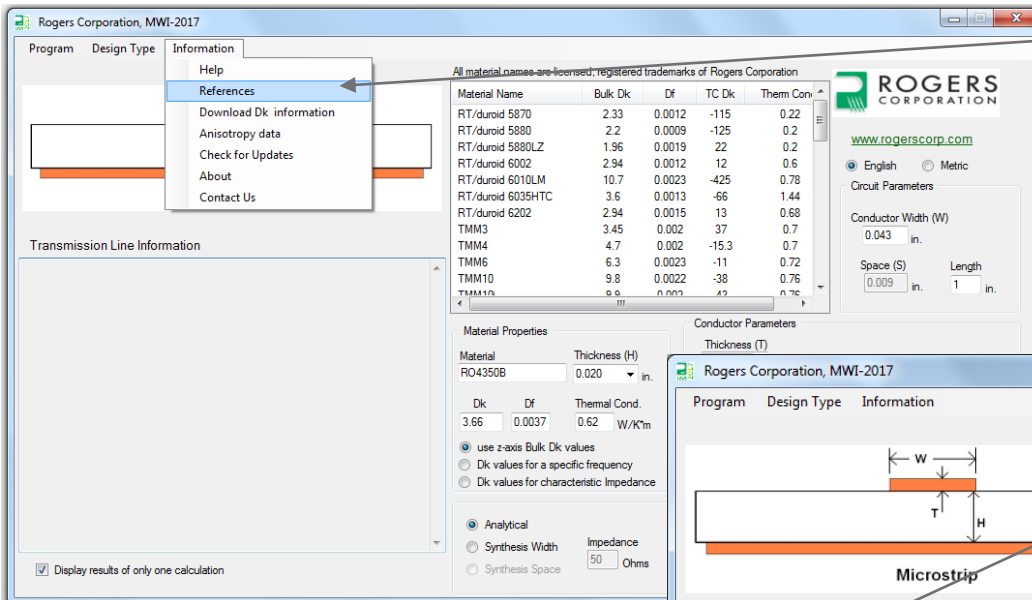 Rogers Corporation, MWI-2017
Program Design Type Information
Help
References
Download Dk information
Anisotropy data
Check for Updates
About
Contact Us
Transmission Line Information
Display results of only one calculation
All material names are licensed, registered trademarks of Rogers Corporation
Material Name Bulk Dk Df TC Dk Therm Con
RT/duroid 5870 2.33 0.0012 -115 0.22
RT/duroid 5880 2.2 0.0009 -125 0.2
RT/duroid 5880LZ 1.96 0.0019 22 0.2
RT/duroid 6002 2.94 0.0012 12 0.6
RT/duroid 6010LM 10.7 0.0023 -425 0.78
RT/duroid 6035HTC 3.6 0.0013 -66 1.44
RT/duroid 6202 2.94 0.0015 13 0.68
TMM3 3.45 0.002 37 0.7
TMM4 4.7 0.002 -15.3 0.7
TMM6 6.3 0.0023 -11 0.72
TMM10 9.8 0.0022 -38 0.76
TMM10i 9.9 0.002 -43 0.76
ROGERS
CORPORATION
www.rogerscorp.com
English Metric
Circuit Parameters
Conductor Width (W)
0.043 in.
Space (S) Length
0.009 in. 1 in.
Material Properties
Material Thickness (H)
RO4350B 0.020 in.
Dk Df Thermal Cond.
3.66 0.0037 0.62 W/K*m
use z-axis Bulk Dk values
Dk values for a specific frequency
Dk values for characteristic Impedance
Analytical
Synthesis Width
Synthesis Space
Impedance
50 Ohms
Conductor Parameters
Thickness (T)
Rogers Corporation, MWI-2017
Program Design Type Information
W
T
H
Microstrip